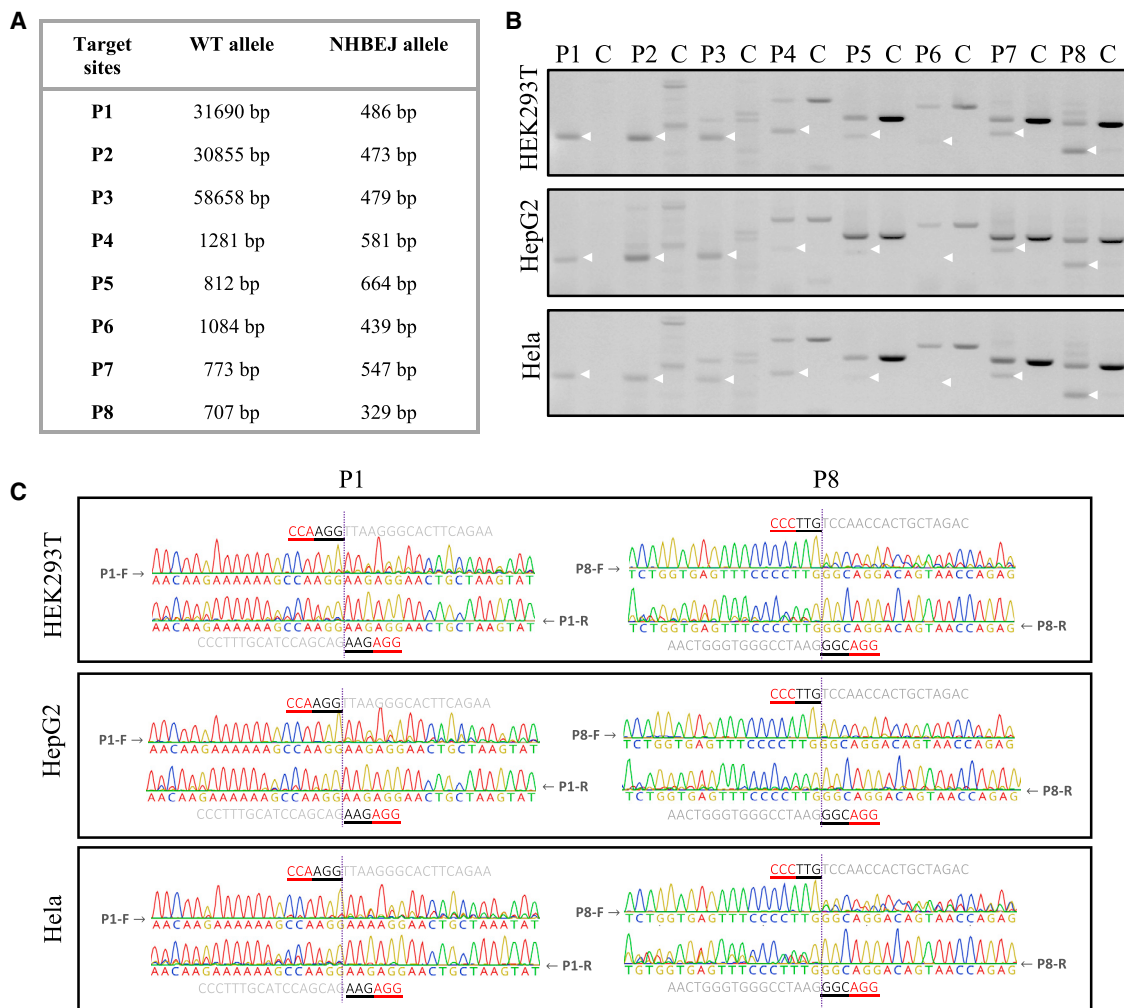 A
Target sites WT allele NHBEJ allele
P1 31690 bp 486 bp
P2 30855 bp 473 bp
P3 58658 bp 479 bp
P4 1281 bp 581 bp
P5 812 bp 664 bp
P6 1084 bp 439 bp
P7 773 bp 547 bp
P8 707 bp 329 bp
B
P1 C P2 C P3 C P4 C P5 C P6 C P7 C P8 C
HEK293T
HepG2
Hela
C
P1 P8
HEK293T
CCAAGGTTAAGGGCACTTCAGAA
P1-F →
AACAAGAAAAAAGCCAAGGAAGAGGAACTGCTAAGTAT
← P1-R
AACAAGAAAAAAGCCAAGGAAGAGGAACTGCTAAGTAT
CCCTTTGCATCCAGCAGAAGAGG
CCCTTGTCCAACCACTGCTAGAC
P8-F →
TCTGGTGAGTTTCCCCTTGGGCAGGACAGTAACCAGAG
← P8-R
TCTGGTGAGTTTCCCCTTGGGCAGGACAGTAACCAGAG
AACTGGGTGGGCCTAAGGGCAGG
HepG2
CCAAGGTTAAGGGCACTTCAGAA
P1-F →
AACAAGAAAAAAGCCAAGGAAGAGGAACTGCTAAGTAT
← P1-R
AACAAGAAAAAAGCCAAGGAAGAGGAACTGCTAAGTAT
CCCTTTGCATCCAGCAGAAGAGG
CCCTTGTCCAACCACTGCTAGAC
P8-F →
TCTGGTGAGTTTCCCCTTGGGCAGGACAGTAACCAGAG
← P8-R
TCTGGTGAGTTTCCCCTTGGGCAGGACAGTAACCAGAG
AACTGGGTGGGCCTAAGGGCAGG
Hela
CCAAGGTTAAGGGCACTTCAGAA
P1-F →
AACAAGAAAAAAGCCAAGGAAAAGGAACTGCTAAATAT
← P1-R
AACAAGAAAAAAGCCAAGGAAGAGGAACTGCTAAGTAT
CCCTTTGCATCCAGCAGAAGAGG
CCCTTGTCCAACCACTGCTAGAC
P8-F →
TCTGGTGAGTTTCCCCTTGGGCAGGACAGTAACCAGAG
← P8-R
TGTGGTGAGTTTCCCCTTTGGCAGGACAGTAACCAGAG
AACTGGGTGGGCCTAAGGGCAGG